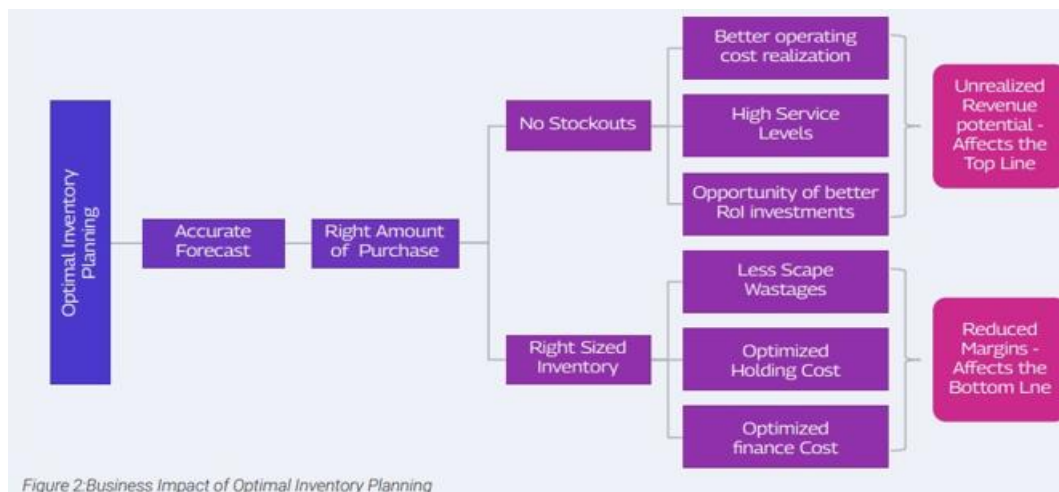 Optimal Inventory
Planning
Accurate
Forecast
Right Amount
of Purchase
No Stockouts
Right Sized
Inventory
Better operating
cost realization
High Service
Levels
Opportunity of better
RoI investments
Less Scape
Wastages
Optimized
Holding Cost
Optimized
finance Cost
Unrealized
Revenue
potential -
Affects the
Top Line
Reduced
Margins -
Affects the
Bottom Lne
Figure 2:Business Impact of Optimal Inventory Planning